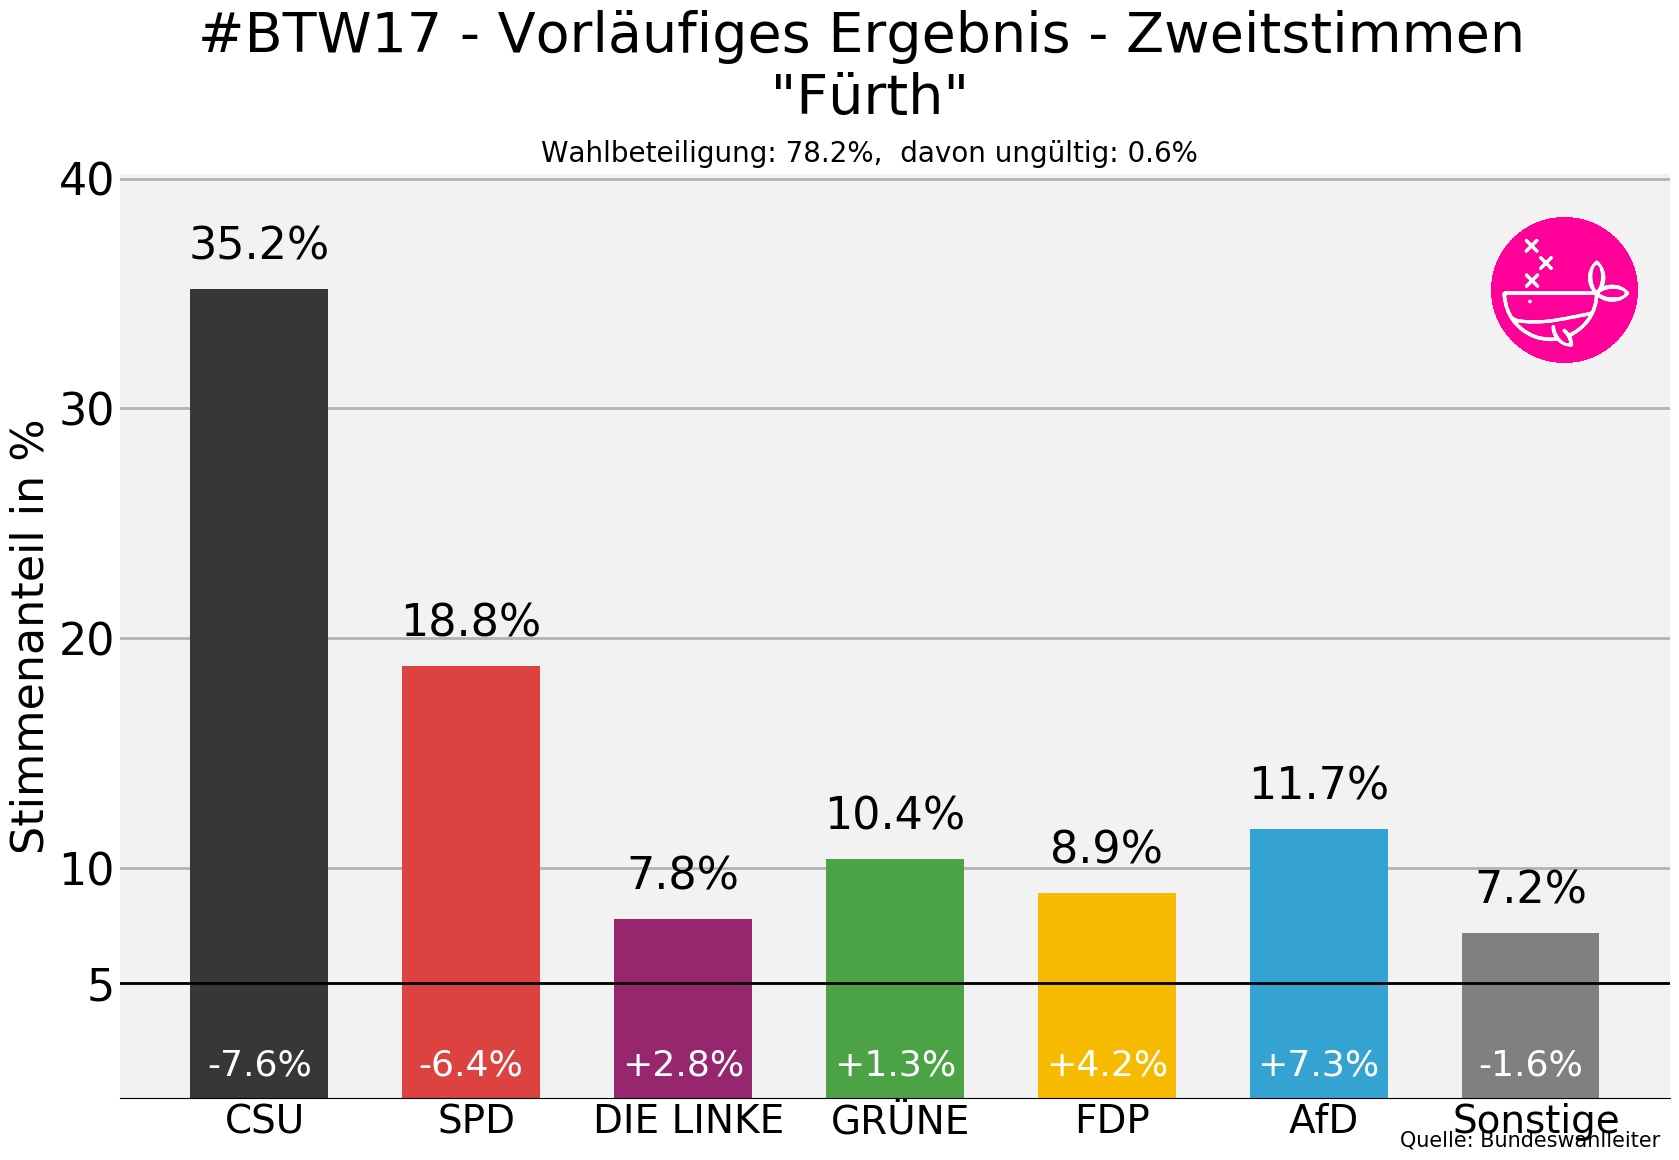 #BTW17 - Vorläufiges Ergebnis - Zweitstimmen
"Fürth"
Wahlbeteiligung: 78.2%,  davon ungültig: 0.6%
Stimmenanteil in %
40
30
20
10
5
35.2%
18.8%
7.8%
10.4%
8.9%
11.7%
7.2%
-7.6%
-6.4%
+2.8%
+1.3%
+4.2%
+7.3%
-1.6%
CSU
SPD
DIE LINKE
GRÜNE
FDP
AfD
Sonstige
Quelle: Bundeswahlleiter